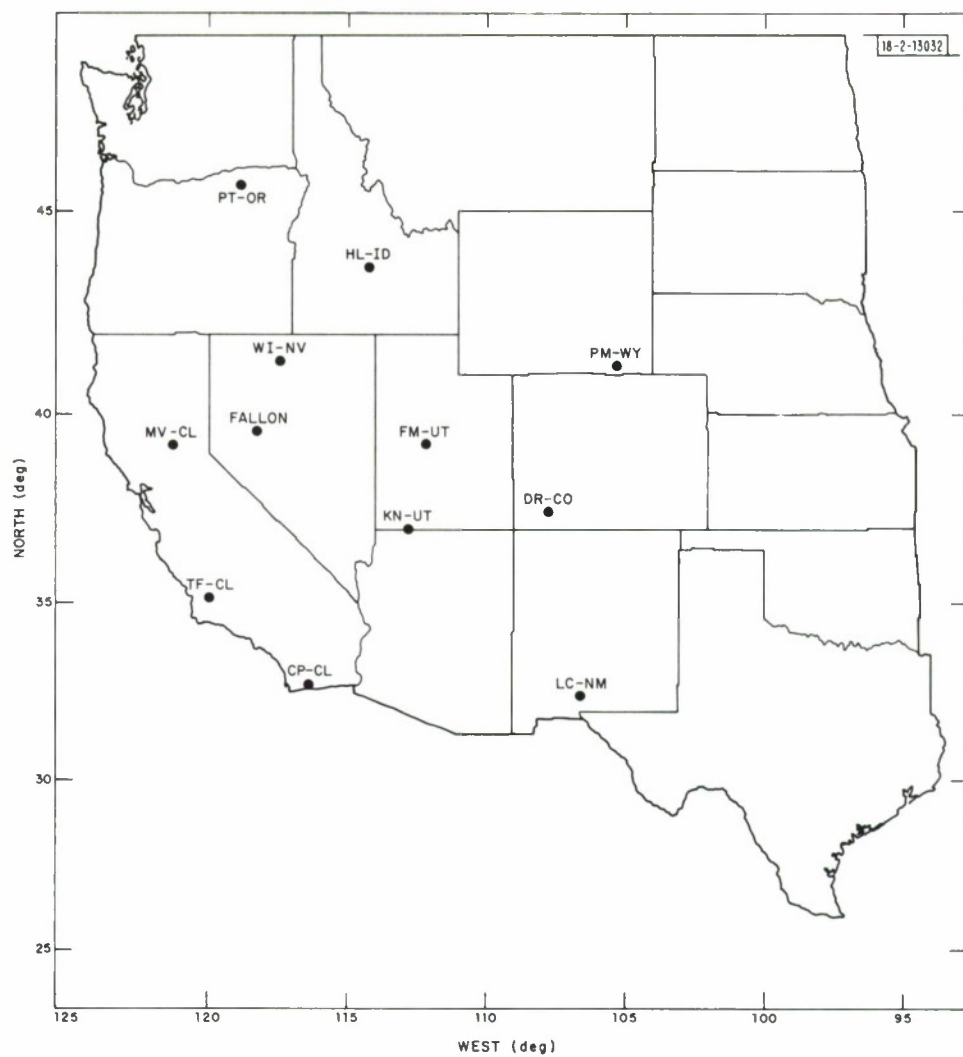 18-2-13032
PT-OR
45
HL-ID
WI-NV
PM-WY
40
MV-CL
FALLON
FM-UT
DR-CO
KN-UT
NORTH (deg)
35
TF-CL
CP-CL
LC-NM
30
25
125
120
115
110
105
100
95
WEST (deg)